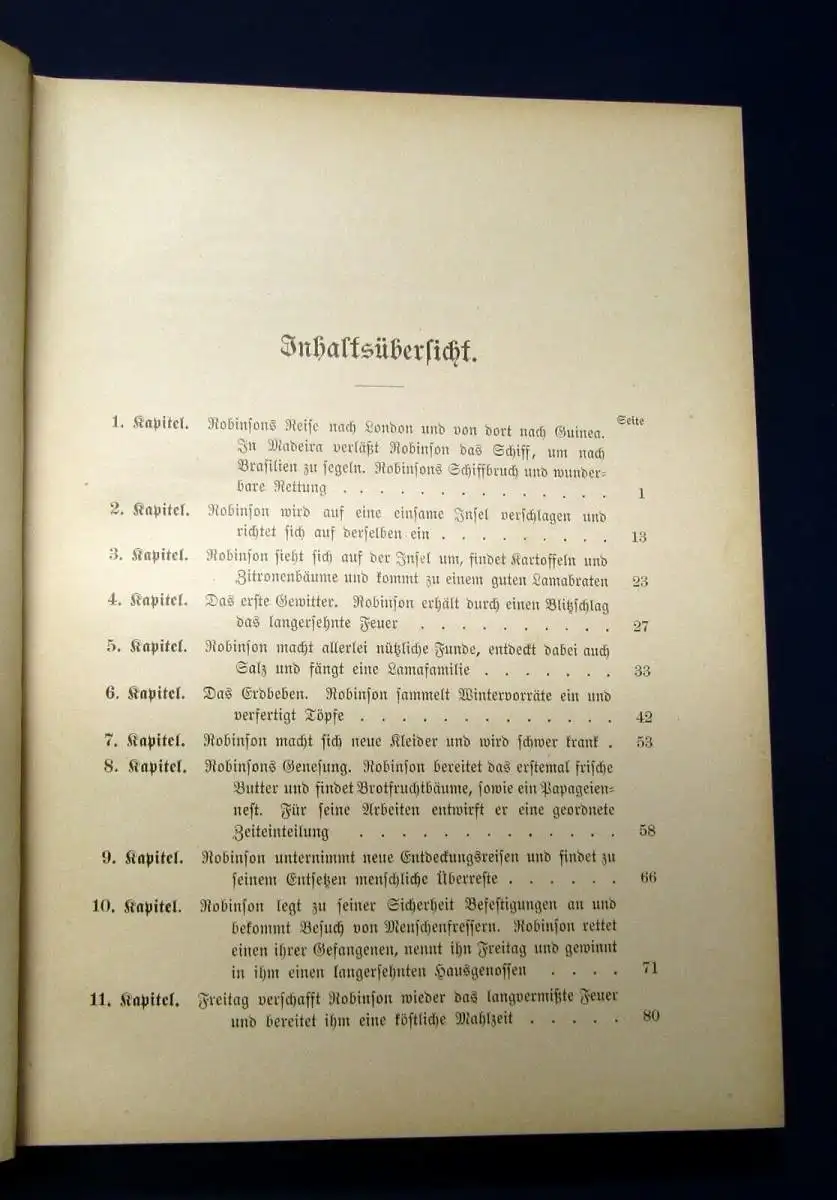 Inhaltsübersicht.
Seite
1. Kapitel. Robinsons Reise nach London und von dort nach Guinea.
In Madeira verläßt Robinson das Schiff, um nach
Brasilien zu segeln. Robinsons Schiffbruch und wunder-
bare Rettung . . . . . . . . . . . . . . 1
2. Kapitel. Robinson wird auf eine einsame Insel verschlagen und
richtet sich auf derselben ein . . . . . . . . . 13
3. Kapitel. Robinson sieht sich auf der Insel um, findet Kartoffeln und
Zitronenbäume und kommt zu einem guten Lamabraten 23
4. Kapitel. Das erste Gewitter. Robinson erhält durch einen Blitzschlag
das langersehnte Feuer . . . . . . . . . . 27
5. Kapitel. Robinson macht allerlei nützliche Funde, entdeckt dabei auch
Salz und fängt eine Lamafamilie . . . . . . . 33
6. Kapitel. Das Erdbeben. Robinson sammelt Wintervorräte ein und
verfertigt Töpfe . . . . . . . . . . . . . 42
7. Kapitel. Robinson macht sich neue Kleider und wird schwer krank . 53
8. Kapitel. Robinsons Genesung. Robinson bereitet das erstemal frische
Butter und findet Brotfruchtbäume, sowie ein Papageien-
nest. Für seine Arbeiten entwirft er eine geordnete
Zeiteinteilung . . . . . . . . . . . . . 58
9. Kapitel. Robinson unternimmt neue Entdeckungsreisen und findet zu
seinem Entsetzen menschliche Überreste . . . . . . 66
10. Kapitel. Robinson legt zu seiner Sicherheit Befestigungen an und
bekommt Besuch von Menschenfressern. Robinson rettet
einen ihrer Gefangenen, nennt ihn Freitag und gewinnt
in ihm einen langersehnten Hausgenossen . . . . 71
11. Kapitel. Freitag verschafft Robinson wieder das langvermißte Feuer
und bereitet ihm eine köstliche Mahlzeit . . . . . 80